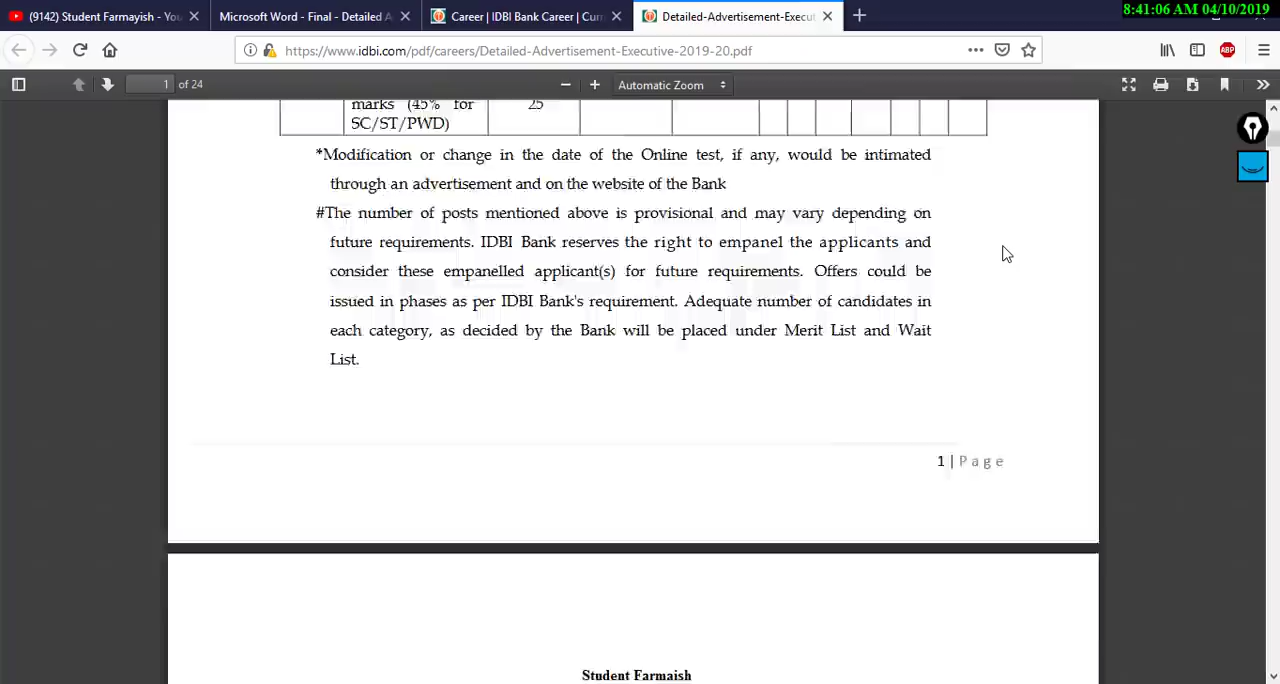 8:41:06 AM 04/10/2019
(9142) Student Farmayish - You
Microsoft Word - Final - Detailed A
Career | IDBI Bank Career | Curr
Detailed-Advertisement-Execut
https://www.idbi.com/pdf/careers/Detailed-Advertisement-Executive-2019-20.pdf
ABP
1 of 24
Automatic Zoom
marks (45% for 25
SC/ST/PWD)
*Modification or change in the date of the Online test, if any, would be intimated
through an advertisement and on the website of the Bank
#The number of posts mentioned above is provisional and may vary depending on
future requirements. IDBI Bank reserves the right to empanel the applicants and
consider these empanelled applicant(s) for future requirements. Offers could be
issued in phases as per IDBI Bank's requirement. Adequate number of candidates in
each category, as decided by the Bank will be placed under Merit List and Wait
List.
1 | Page
Student Farmaish